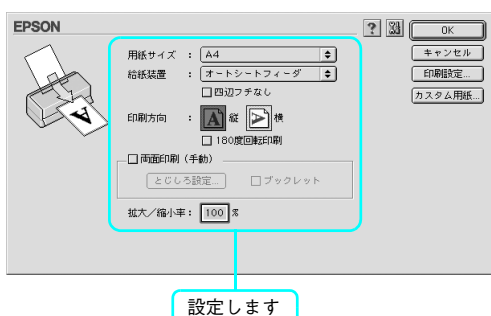 EPSON
? OK
用紙サイズ : A4
キャンセル
給紙装置 : オートシートフィーダ
印刷設定...
□四辺フチなし
カスタム用紙...
印刷方向 : A 縦 A 横
□180度回転印刷
□両面印刷（手動）
とじしろ設定... □ブックレット
拡大／縮小率 : 100 %
設定します